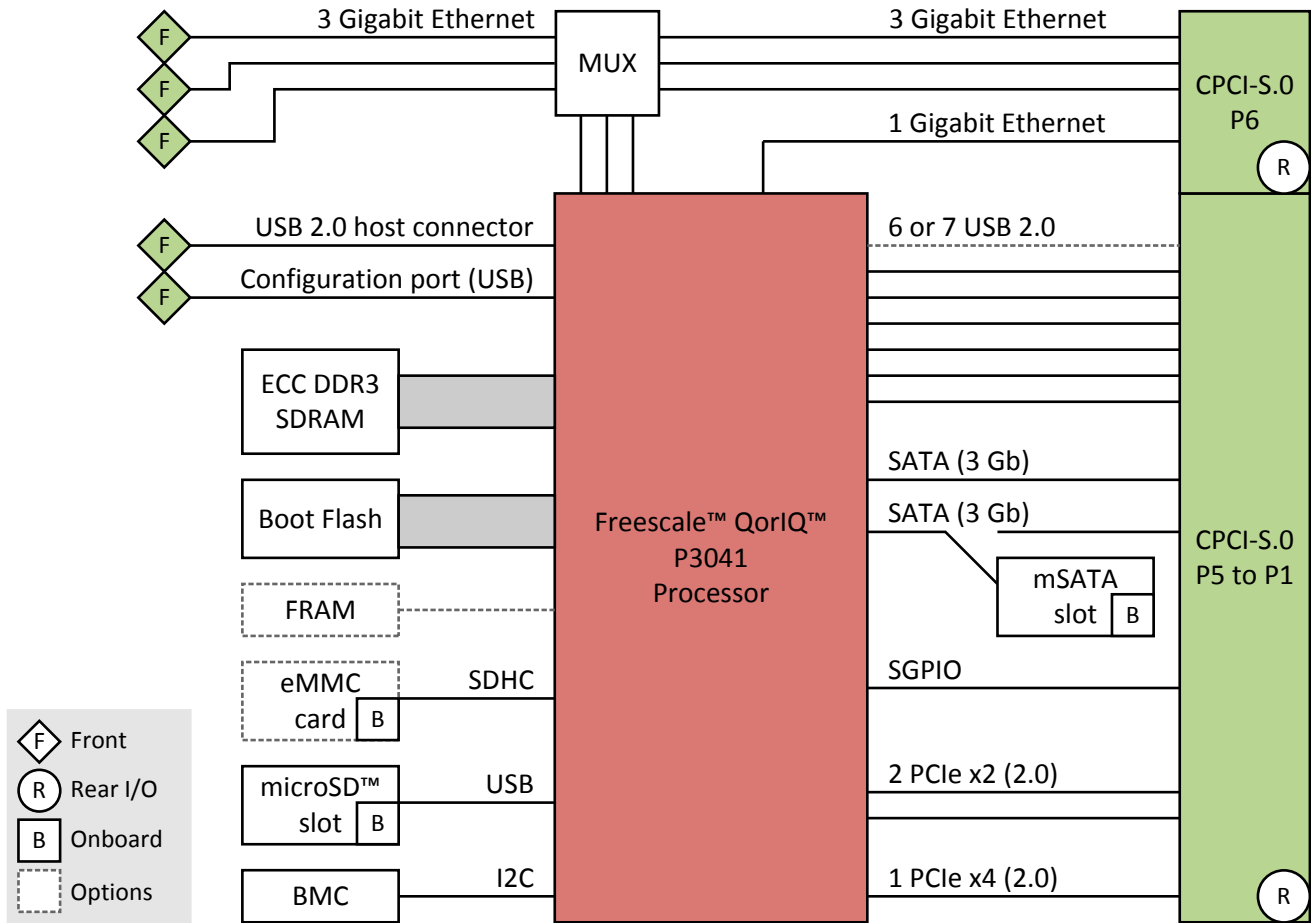 3 Gigabit Ethernet
3 Gigabit Ethernet
F
MUX
F
CPCI-S.0
P6
F
1 Gigabit Ethernet
R
USB 2.0 host connector
6 or 7 USB 2.0
F
Configuration port (USB)
F
ECC DDR3
SDRAM
SATA (3 Gb)
Boot Flash
Freescale™ QorIQ™
P3041
Processor
SATA (3 Gb)
CPCI-S.0
P5 to P1
mSATA
slot
B
FRAM
eMMC
card
B
SDHC
SGPIO
F Front
R Rear I/O
B Onboard
Options
microSD™
slot
B
USB
2 PCIe x2 (2.0)
BMC
I2C
1 PCIe x4 (2.0)
R